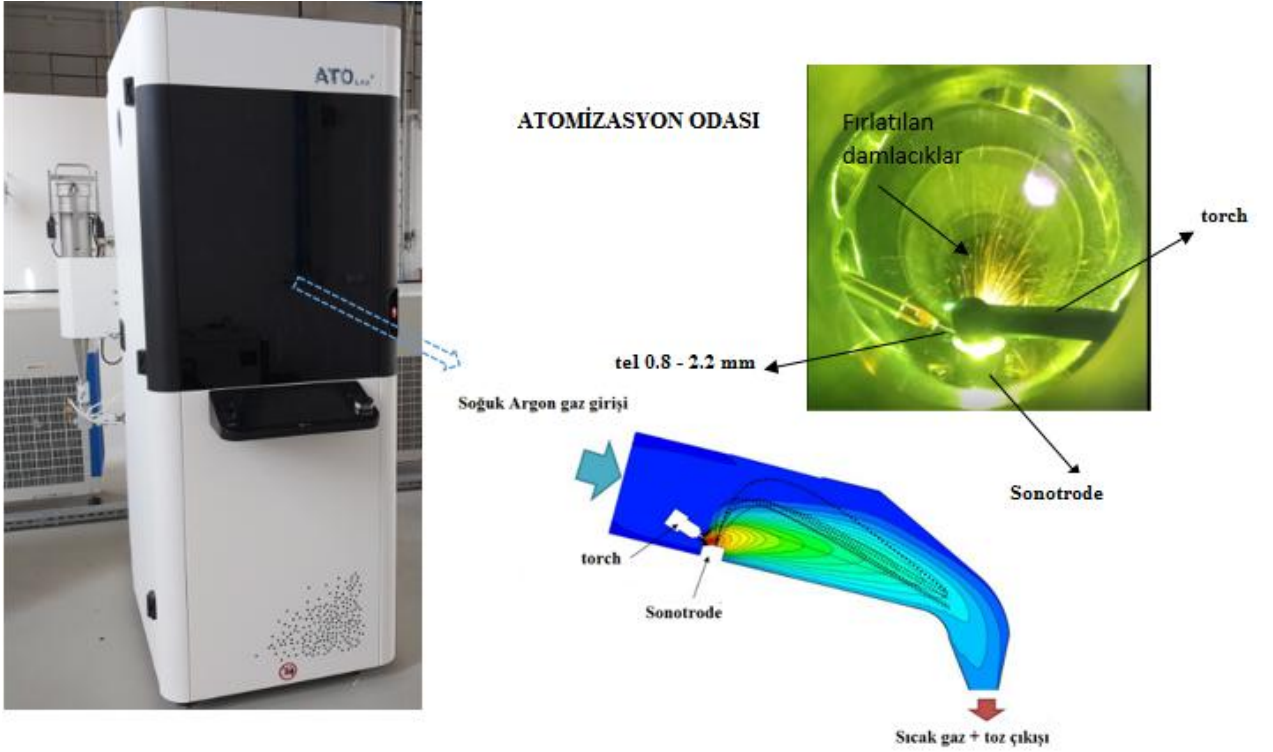 ATO LAB+
ATOMİZASYON ODASI
Fırlatılan
damlacıklar
torch
tel 0.8 - 2.2 mm
Soğuk Argon gaz girişi
Sonotrode
torch
Sonotrode
Sıcak gaz + toz çıkışı